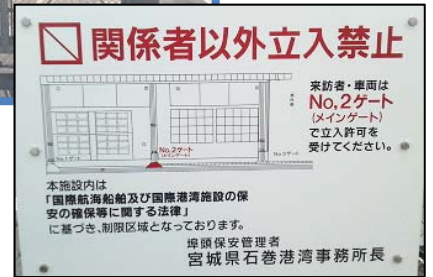 関係者以外立入禁止
来訪者・車両は
No,2ゲート
(メインゲート)
で立入許可を
受けてください。
No,2ゲート
(メインゲート)
本施設内は
「国際航海船舶及び国際港湾施設の保
安の確保等に関する法律」
に基づき、制限区域となっております。
埠頭保安管理者
宮城県石巻港湾事務所長